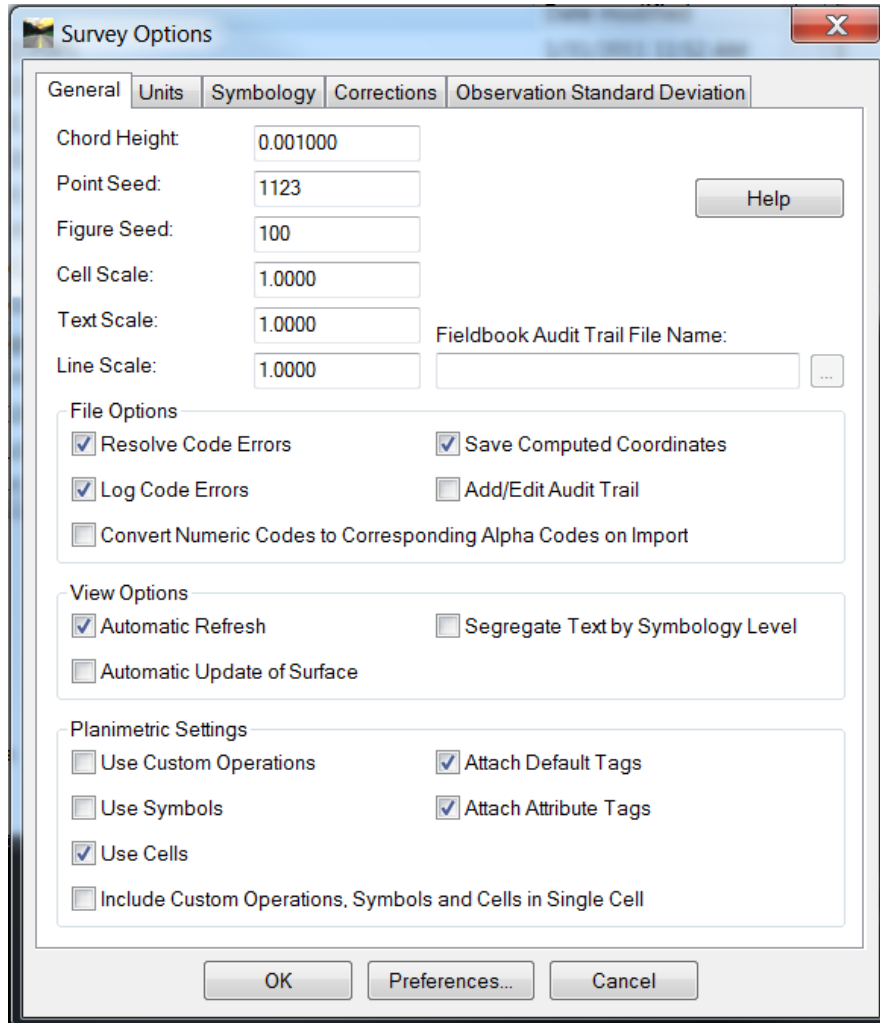 Survey Options
General Units Symbology Corrections Observation Standard Deviation
Chord Height: 0.001000
Point Seed: 1123
Help
Figure Seed: 100
Cell Scale: 1.0000
Text Scale: 1.0000
Fieldbook Audit Trail File Name:
Line Scale: 1.0000 ...
File Options
Resolve Code Errors Save Computed Coordinates
Log Code Errors Add/Edit Audit Trail
Convert Numeric Codes to Corresponding Alpha Codes on Import
View Options
Automatic Refresh Segregate Text by Symbology Level
Automatic Update of Surface
Planimetric Settings
Use Custom Operations Attach Default Tags
Use Symbols Attach Attribute Tags
Use Cells
Include Custom Operations, Symbols and Cells in Single Cell
OK Preferences... Cancel